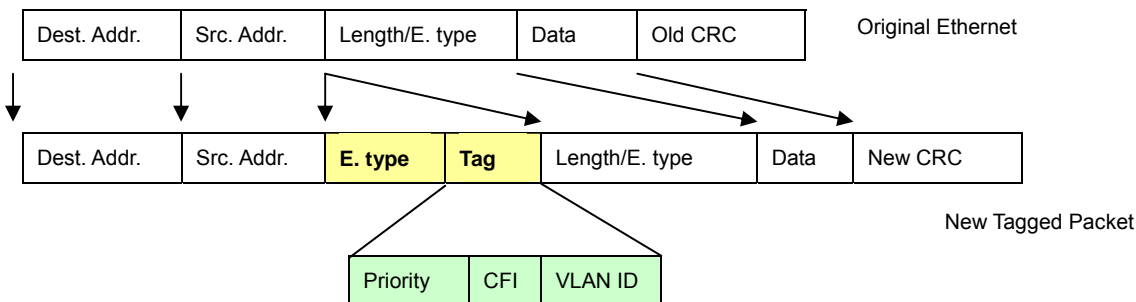 Dest. Addr. Src. Addr. Length/E. type Data Old CRC Original Ethernet
Dest. Addr. Src. Addr. E. type Tag Length/E. type Data New CRC
New Tagged Packet
Priority CFI VLAN ID